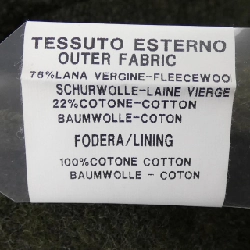 TESSUTO ESTERNO
OUTER FABRIC
78%LANA VERGINE-FLEECEWOO
SCHURWOLLE-LAINE VIERGE
22%COTONE-COTTON
BAUMWOLLE-COTON
FODERA/LINING
100%COTONE COTTON
BAUMWOLLE - COTON